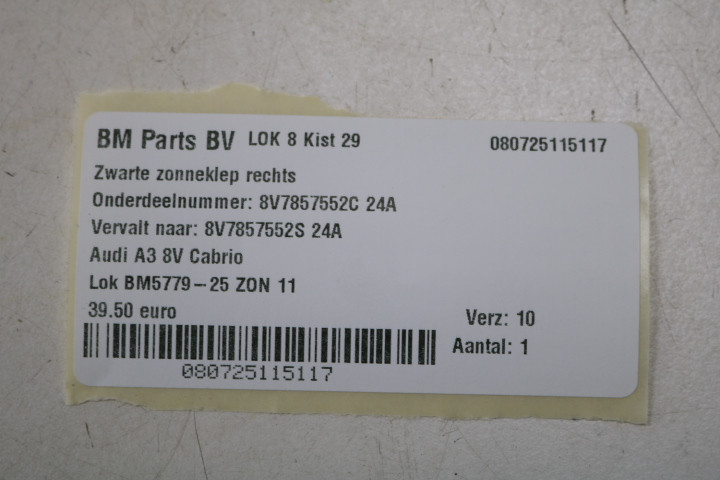 BM Parts BV LOK 8 Kist 29 080725115117
Zwarte zonneklep rechts
Onderdeelnummer: 8V7857552C 24A
Vervalt naar: 8V7857552S 24A
Audi A3 8V Cabrio
Lok BM5779-25 ZON 11
39.50 euro
Verz: 10
Aantal: 1
080725115117